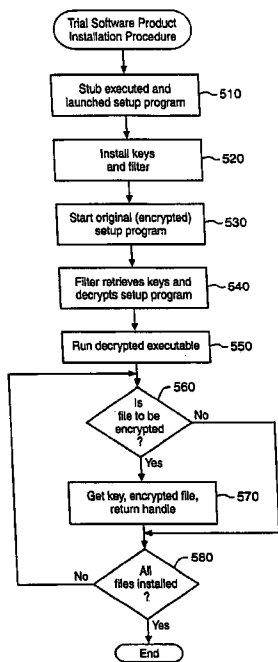 Trial Software Product
Installation Procedure
Stub executed and
launched setup program
510
Install keys
and filter
520
Start original (encrypted)
setup program
530
Filter retrieves keys and
decrypts setup program
540
Run decrypted executable
550
560
Is
file to be
encrypted
?
No
Yes
Get key, encrypted file,
return handle
570
580
All
files installed
?
No
Yes
End